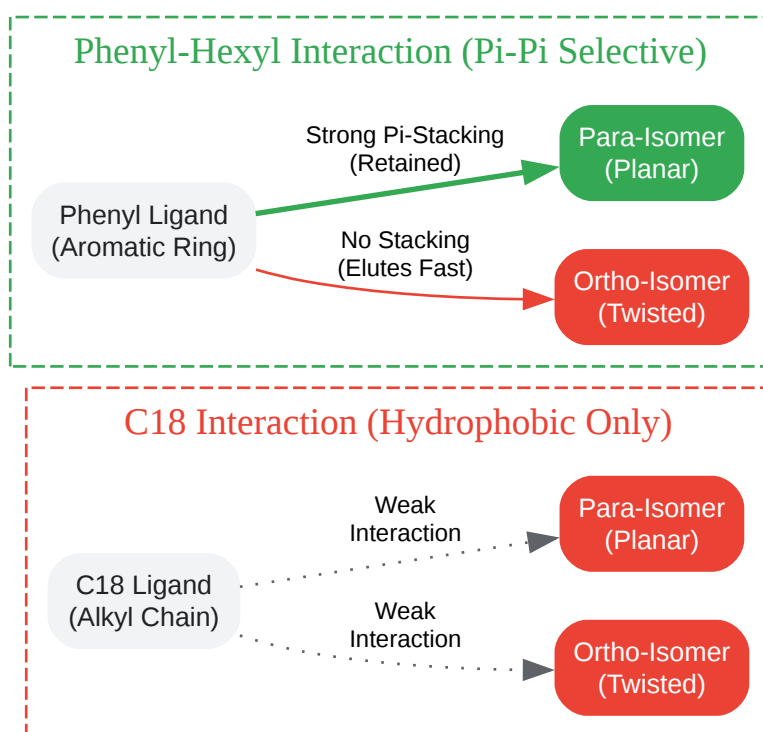 Phenyl-Hexyl Interaction (Pi-Pi Selective)
Strong Pi-Stacking
(Retained)
Para-Isomer
(Planar)
Phenyl Ligand
(Aromatic Ring)
No Stacking
(Elutes Fast)
Ortho-Isomer
(Twisted)
C18 Interaction (Hydrophobic Only)
Weak
Interaction
Para-Isomer
(Planar)
C18 Ligand
(Alkyl Chain)
Weak
Interaction
Ortho-Isomer
(Twisted)